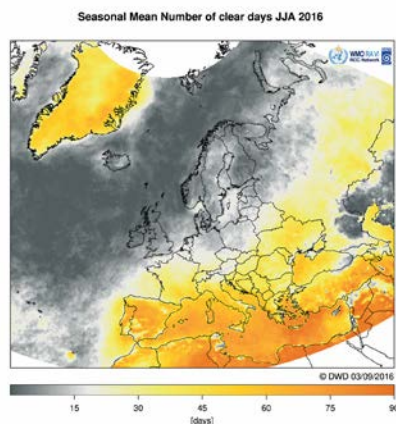 Seasonal Mean Number of clear days JJA 2016
WMO RA VI
RCC Network
© DWD 03/09/2016
15 30 45 60 75 90
[days]